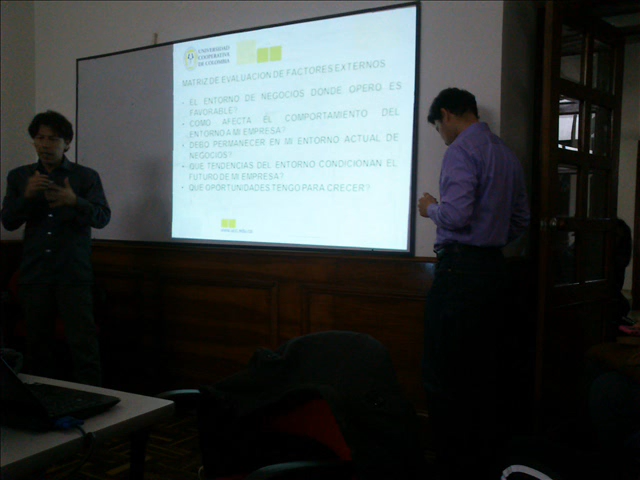 UNIVERSIDAD
COOPERATIVA
DE COLOMBIA
MATRIZ DE EVALUACION DE FACTORES EXTERNOS
• EL ENTORNO DE NEGOCIOS DONDE OPERO ES
FAVORABLE?
• COMO AFECTA EL COMPORTAMIENTO DEL
ENTORNO A MI EMPRESA?
• DEBO PERMANECER EN MI ENTORNO ACTUAL DE
NEGOCIOS?
• QUE TENDENCIAS DEL ENTORNO CONDICIONAN EL
FUTURO DE MI EMPRESA?
• QUE OPORTUNIDADES TENGO PARA CRECER?